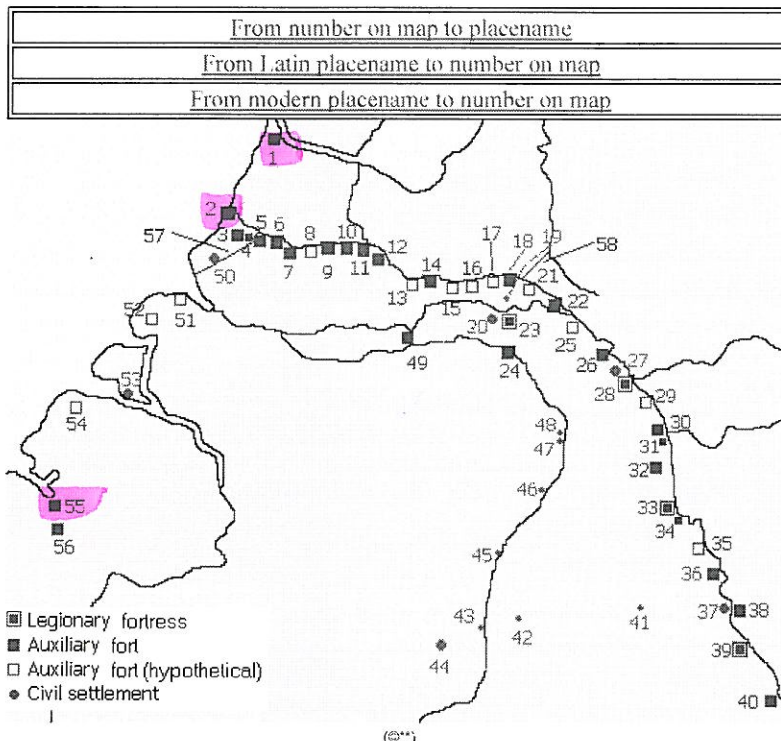 From number on map to placename
From Latin placename to number on map
From modern placename to number on map
1
2
3 4 5 6 7 8 9 10 11 12
57
50
13 14 15 16 17 18 19 21 58
22
20 23 25
52 51
49 24 26 27
28 29
53
54
30
31
32
48
47
46
33
34
55
56
45
35
36
43 42 41 37 38
44
39
40
Legionary fortress
Auxiliary fort
Auxiliary fort (hypothetical)
Civil settlement
(©**)